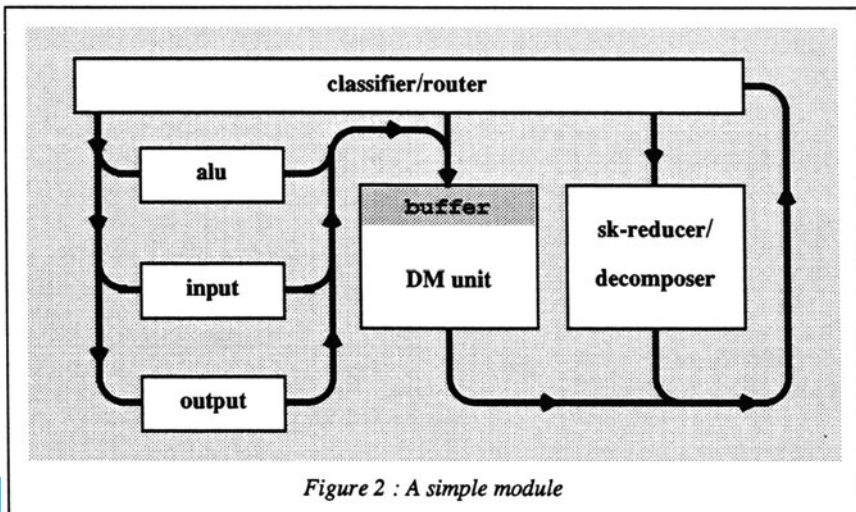 classifier/router
alu
input
output
buffer
DM unit
sk-reducer/
decomposer
Figure 2 : A simple module